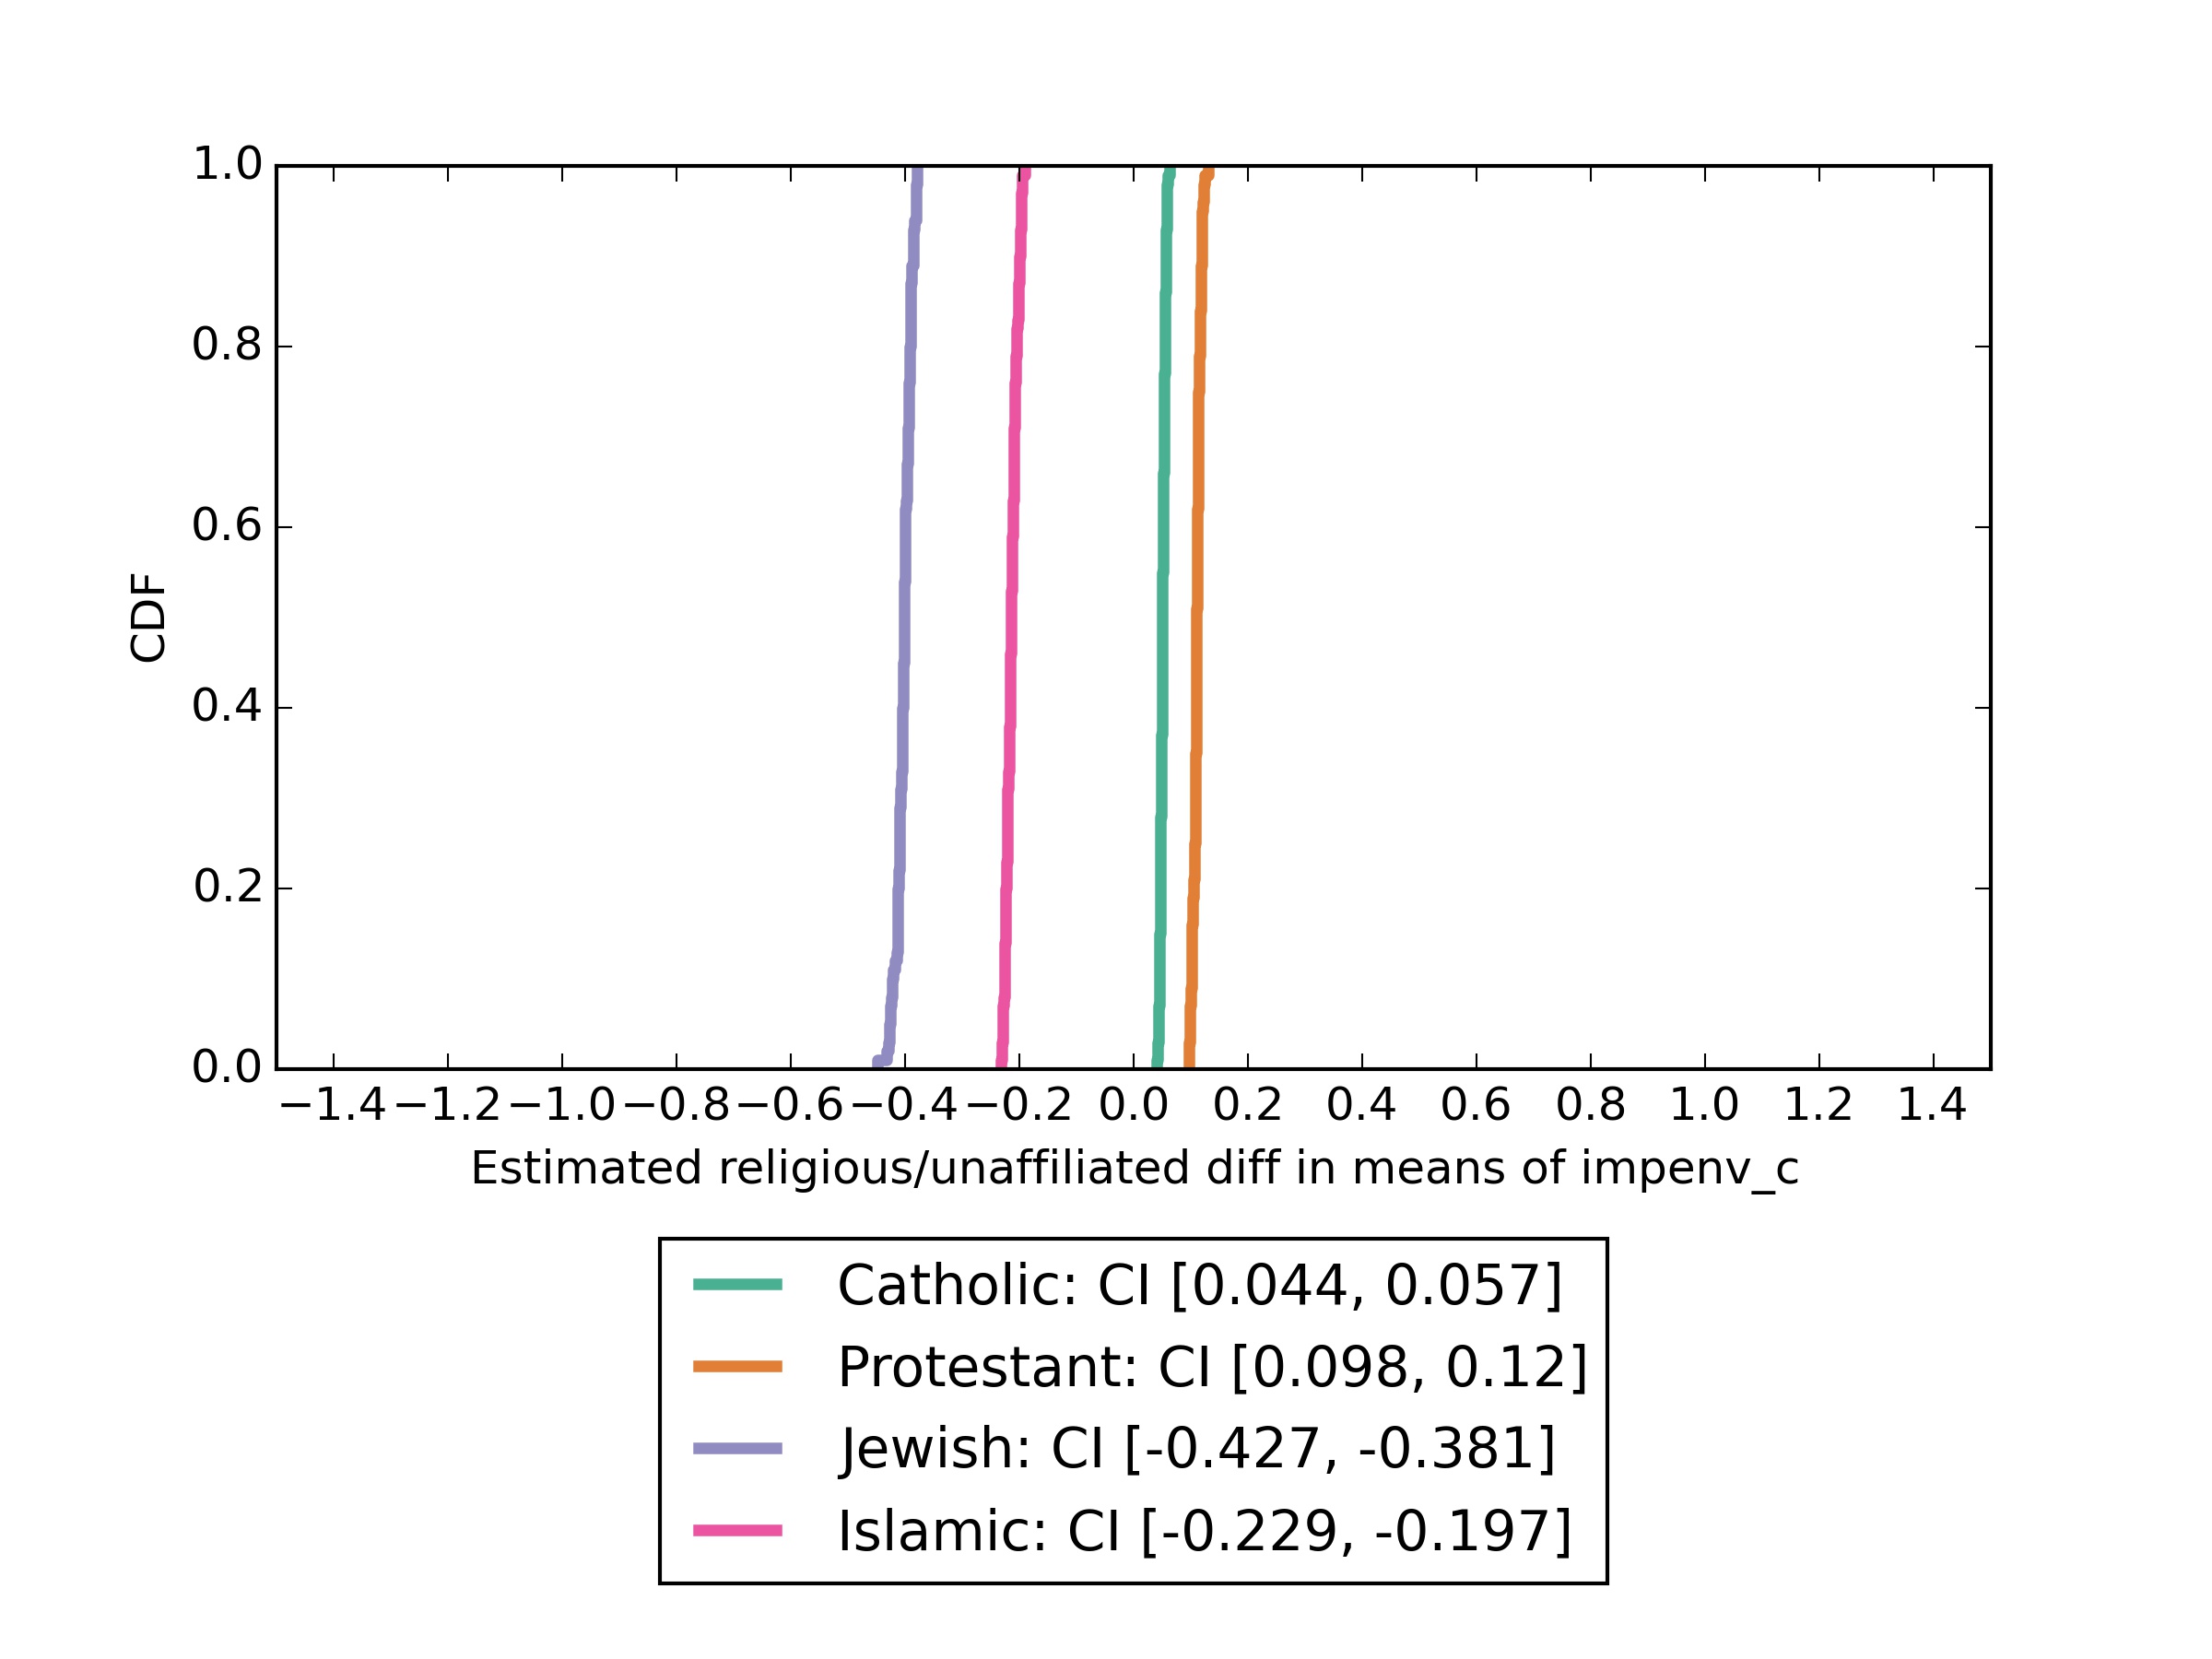 1.0
0.8
0.6
0.4
0.2
0.0
CDF
−1.4 −1.2 −1.0 −0.8 −0.6 −0.4 −0.2 0.0 0.2 0.4 0.6 0.8 1.0 1.2 1.4
Estimated religious/unaffiliated diff in means of impenv_c
Catholic: CI [0.044, 0.057]
Protestant: CI [0.098, 0.12]
Jewish: CI [-0.427, -0.381]
Islamic: CI [-0.229, -0.197]